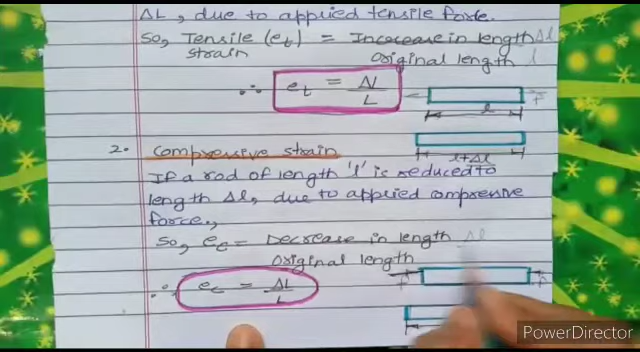 ΔL, due to applied tensile force.
So, Tensile (et) = Increase in length Δl
strain Original length l
∴ et = Δl/L
F
l
2. Compressive strain
l+Δl
If a rod of length 'l' is reduced to
length Δl, due to applied compressive
force.,
So, ec = Decrease in length Δl
Original length
∴ ec = Δl/L
PowerDirector